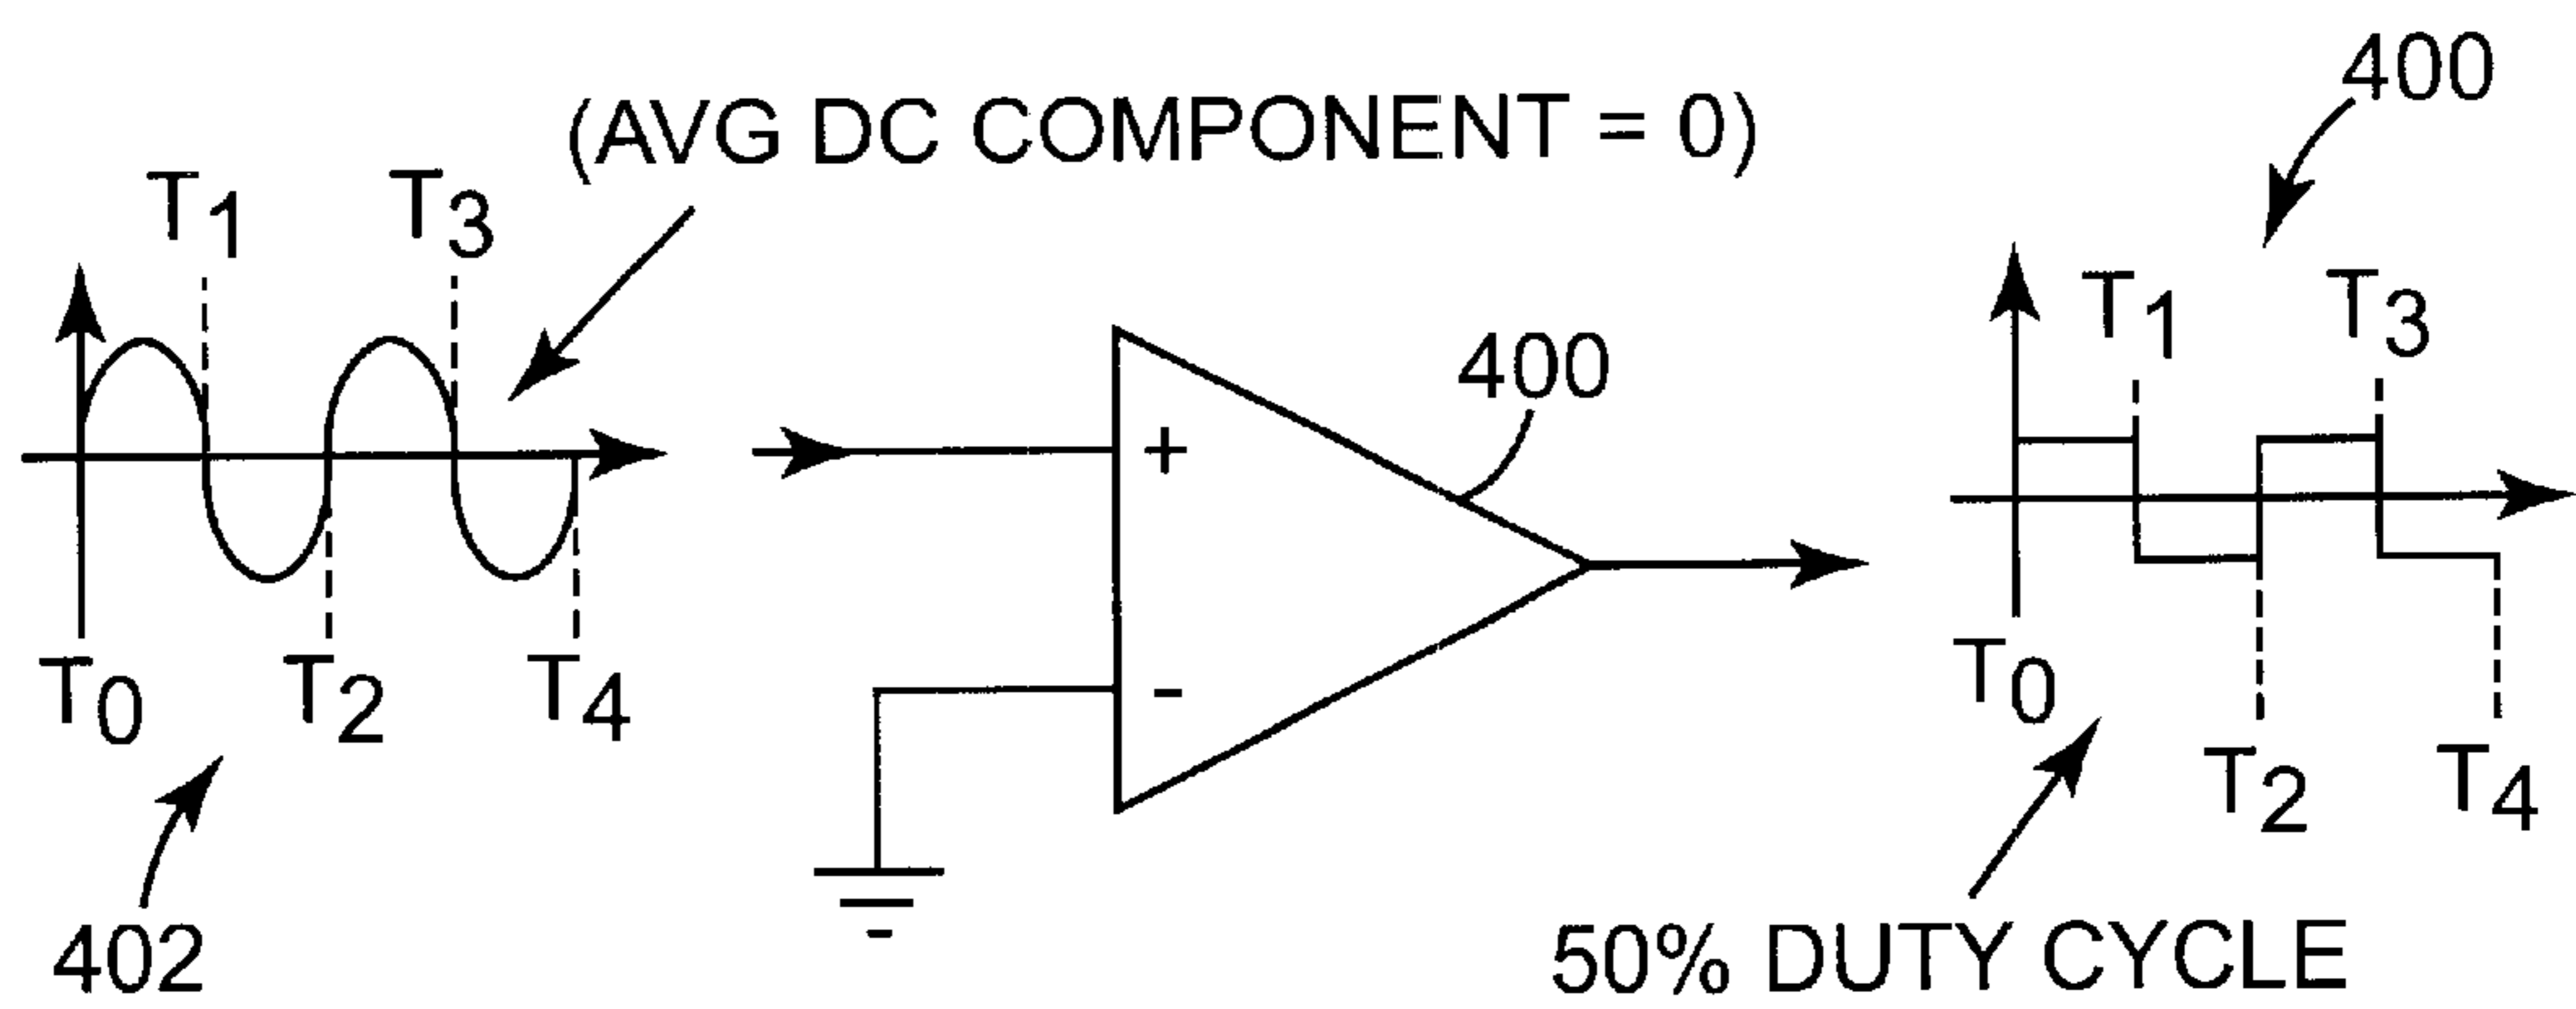 400
(AVG DC COMPONENT = 0)
T1 T3
T1 T3
400
+
-
T0 T2 T4
T0
T2 T4
402
50% DUTY CYCLE